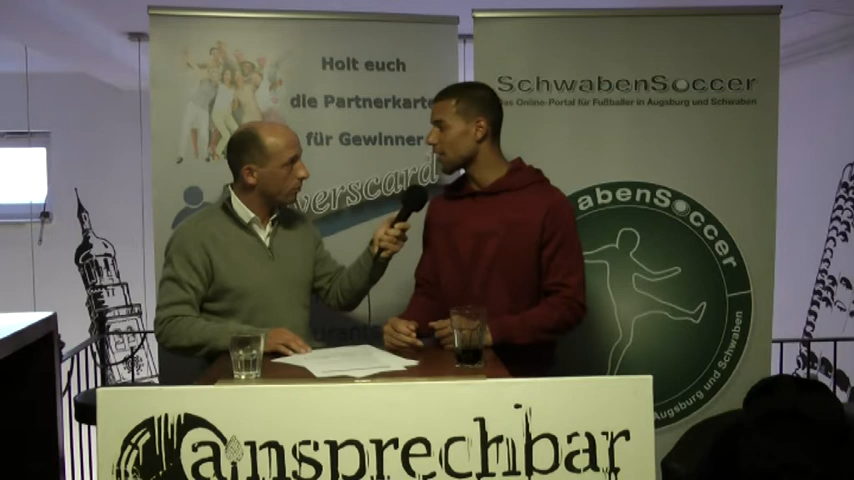 Holt euch
die Partnerkarte
für Gewinner
verscard
SchwabenSoccer
Das Online-Portal für Fußballer in Augsburg und Schwaben
abenSoccer
Augsburg und Schwaben
ansprechbar